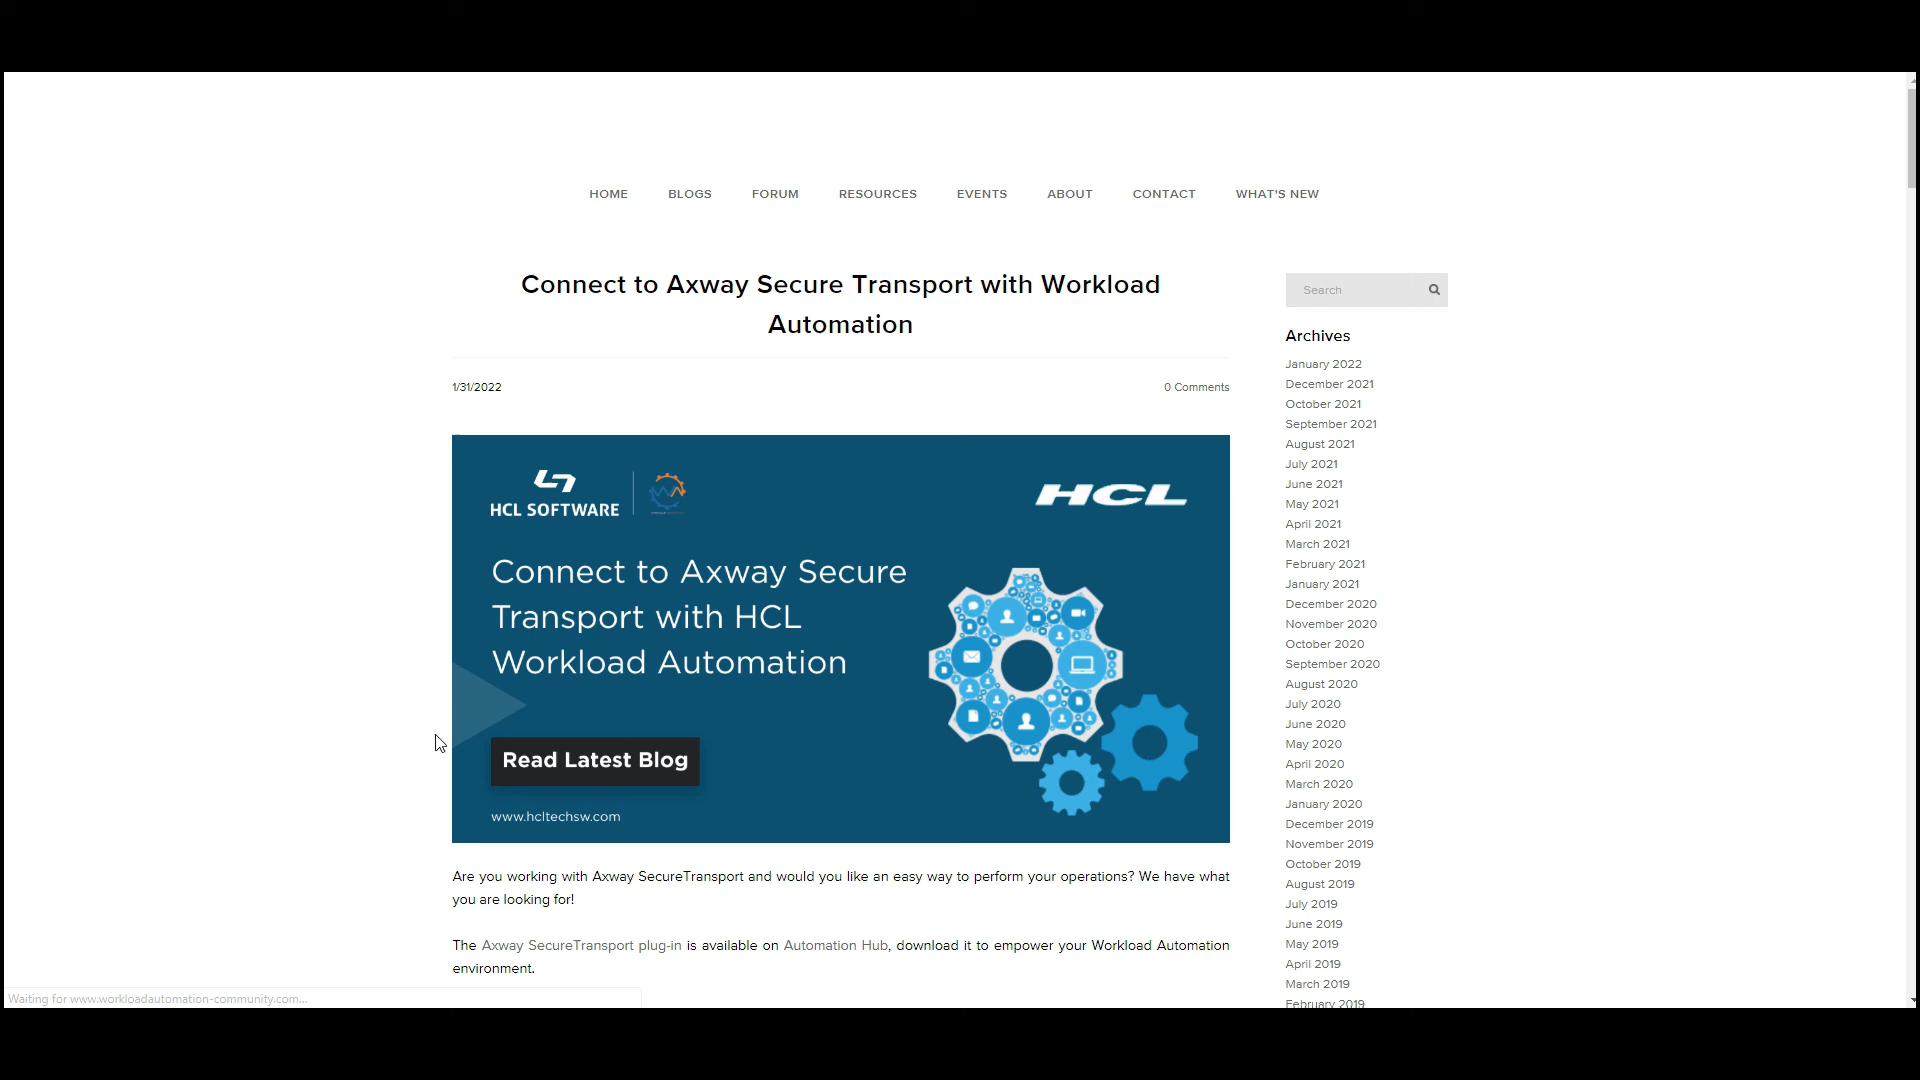 HOME BLOGS FORUM RESOURCES EVENTS ABOUT CONTACT WHAT'S NEW
Connect to Axway Secure Transport with Workload
Automation
1/31/2022
0 Comments
HCL SOFTWARE
HCL
Connect to Axway Secure
Transport with HCL
Workload Automation
Read Latest Blog
www.hcltechsw.com
Are you working with Axway SecureTransport and would you like an easy way to perform your operations? We have what
you are looking for!
The Axway SecureTransport plug-in is available on Automation Hub, download it to empower your Workload Automation
environment.
Search
Archives
January 2022
December 2021
October 2021
September 2021
August 2021
July 2021
June 2021
May 2021
April 2021
March 2021
February 2021
January 2021
December 2020
November 2020
October 2020
September 2020
August 2020
July 2020
June 2020
May 2020
April 2020
March 2020
January 2020
December 2019
November 2019
October 2019
August 2019
July 2019
June 2019
May 2019
April 2019
March 2019
February 2019
Waiting for www.workloadautomation-community.com...